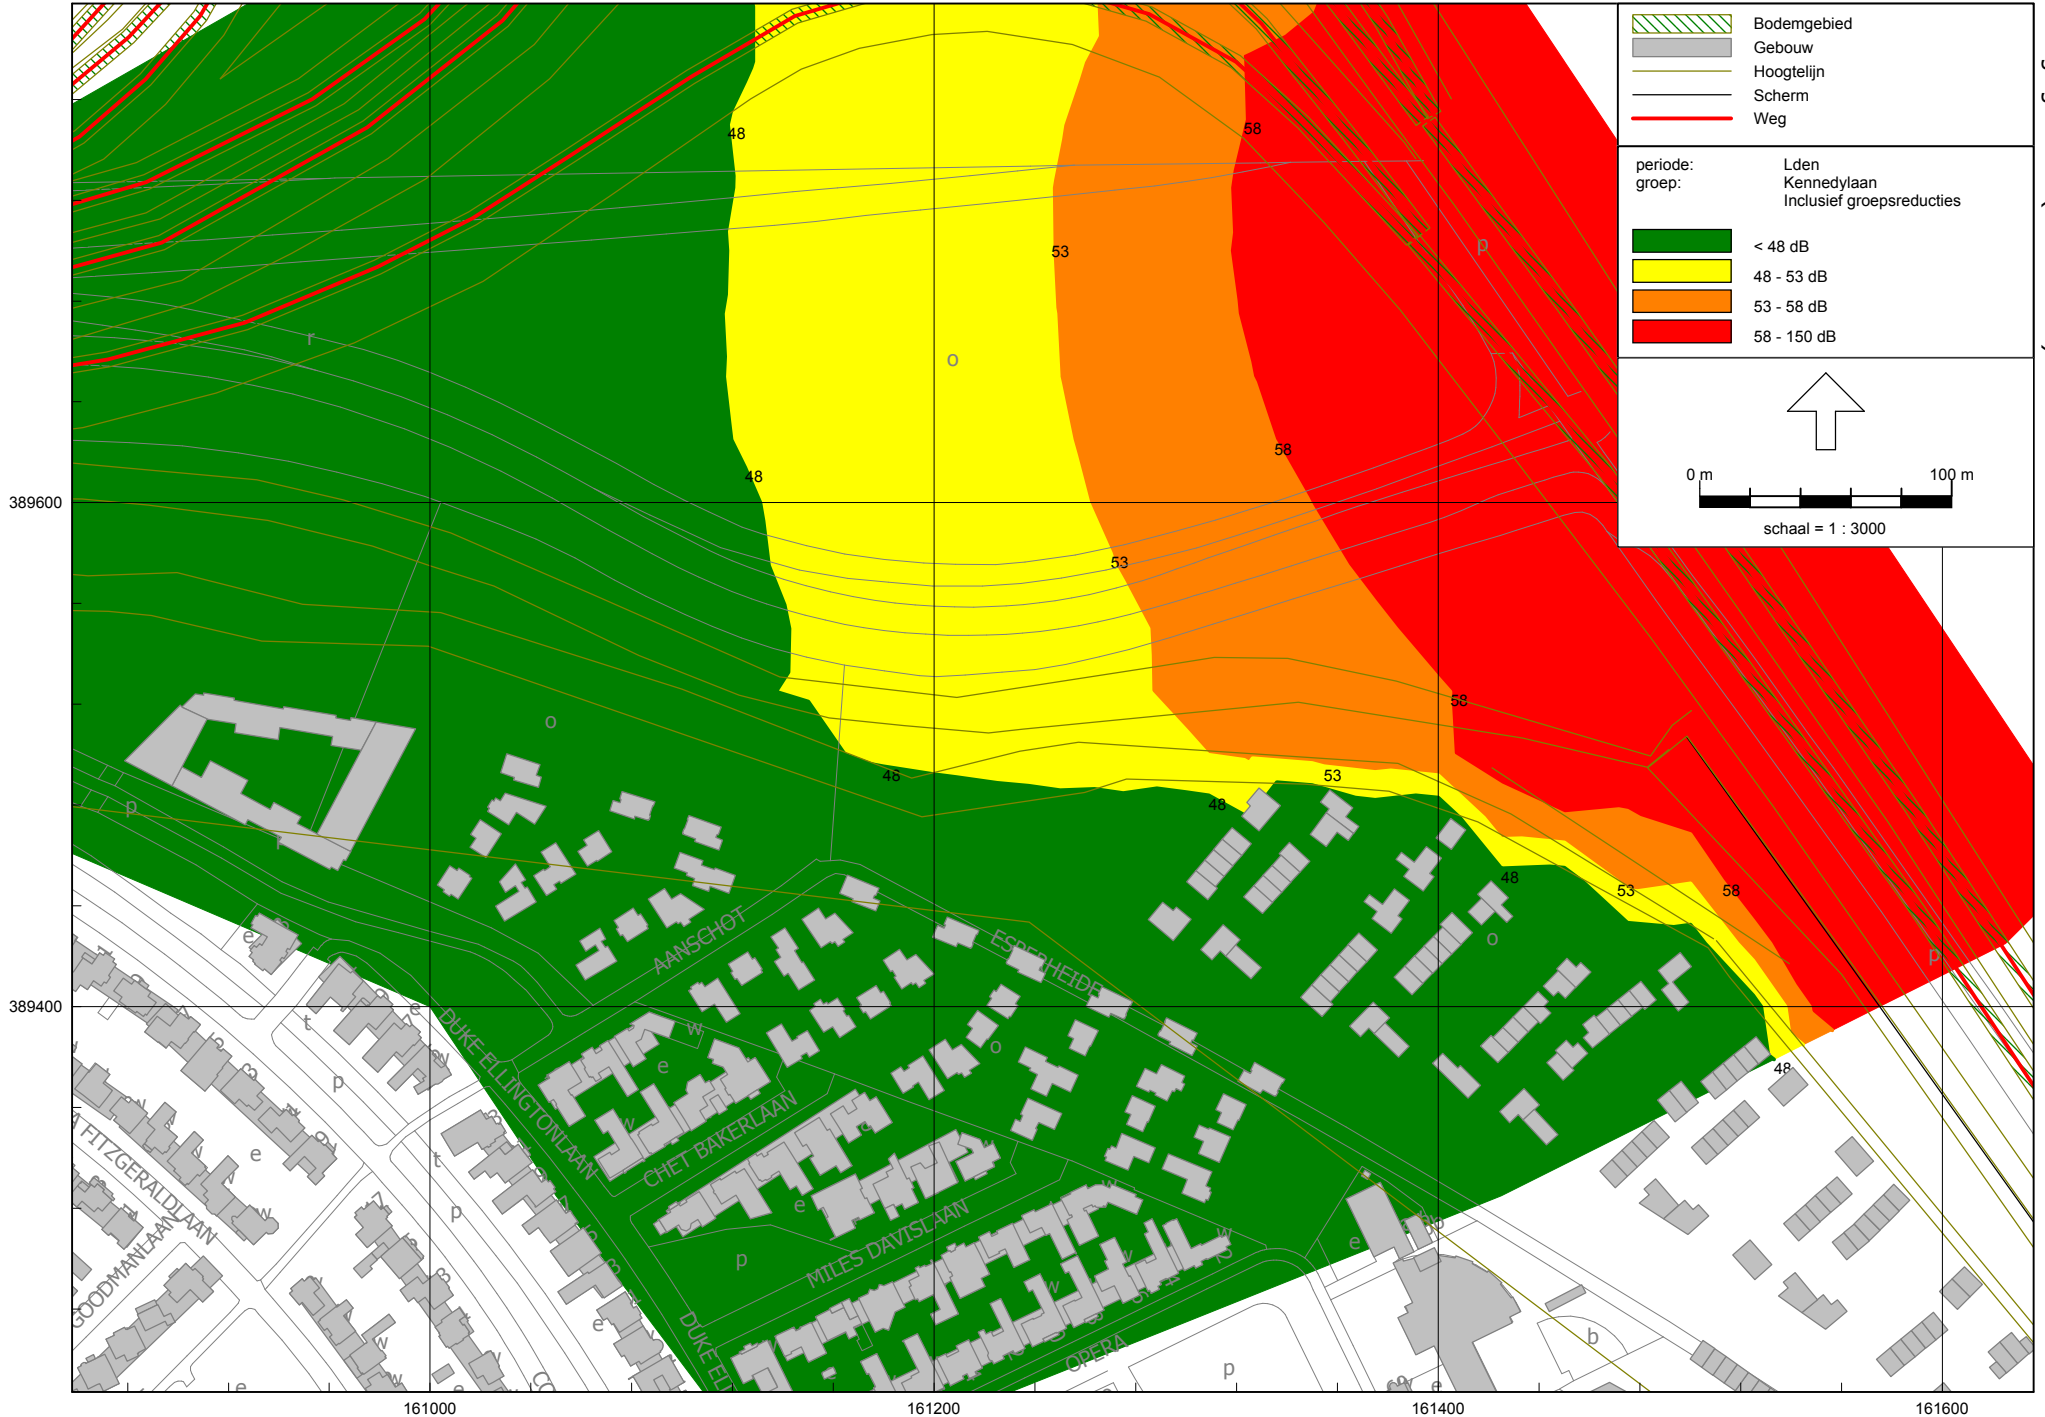 Bodemgebied
Gebouw
Hoogtelijn
Scherm
Weg
periode: Lden
groep: Kennedylaan
Inclusief groepsreducties
< 48 dB
48 - 53 dB
53 - 58 dB
58 - 150 dB
0 m 100 m
schaal = 1 : 3000
48
58
p
53
r
o
58
48
389600
53
58
o
48
53
48
p
r
48
53
58
o
e
AANSCHOT
ESPERHEIDE
p
389400
t
e
w
o
DUKE ELLINGTONLAAN
p
e
48
w
CHET BAKERLAAN
A FITZGERALDLAAN
e
t
w
p
e
w
GOODMANLAAN
p
MILES DAVISLAAN
e
w
DUKE ELL
e
w
OPERA
b
p
w
e
CO
e
161000
161200
161400
161600